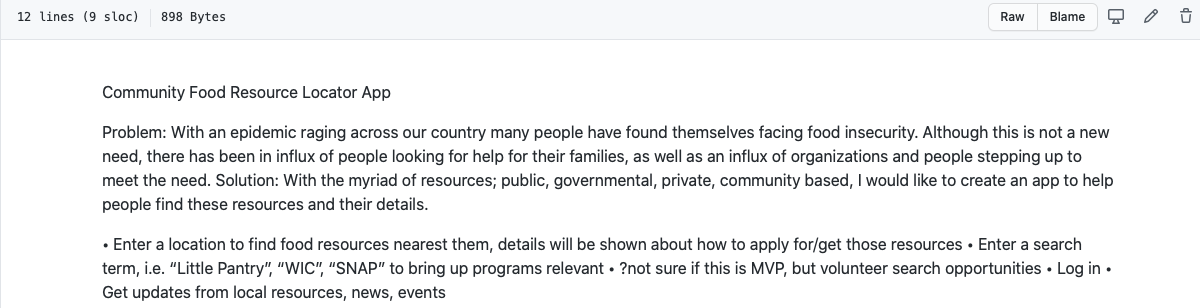 12 lines (9 sloc) 898 Bytes Raw Blame
Community Food Resource Locator App
Problem: With an epidemic raging across our country many people have found themselves facing food insecurity. Although this is not a new
need, there has been in influx of people looking for help for their families, as well as an influx of organizations and people stepping up to
meet the need. Solution: With the myriad of resources; public, governmental, private, community based, I would like to create an app to help
people find these resources and their details.
• Enter a location to find food resources nearest them, details will be shown about how to apply for/get those resources • Enter a search
term, i.e. “Little Pantry”, “WIC”, “SNAP” to bring up programs relevant • ?not sure if this is MVP, but volunteer search opportunities • Log in •
Get updates from local resources, news, events